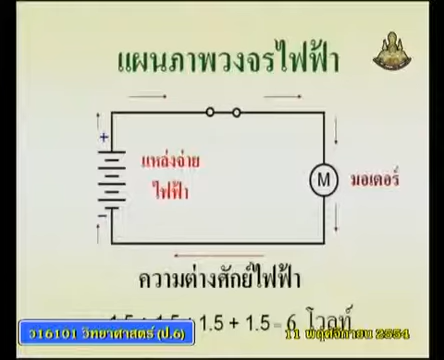 แผนภาพวงจรไฟฟ้า
+
แหล่งจ่าย
ไฟฟ้า
M
มอเตอร์
-
ความต่างศักย์ไฟฟ้า
1.5 + 1.5 + 1.5 + 1.5 = 6 โวลท์
ว16101 วิทยาศาสตร์ (ป.6)
11 พฤศจิกายน 2554